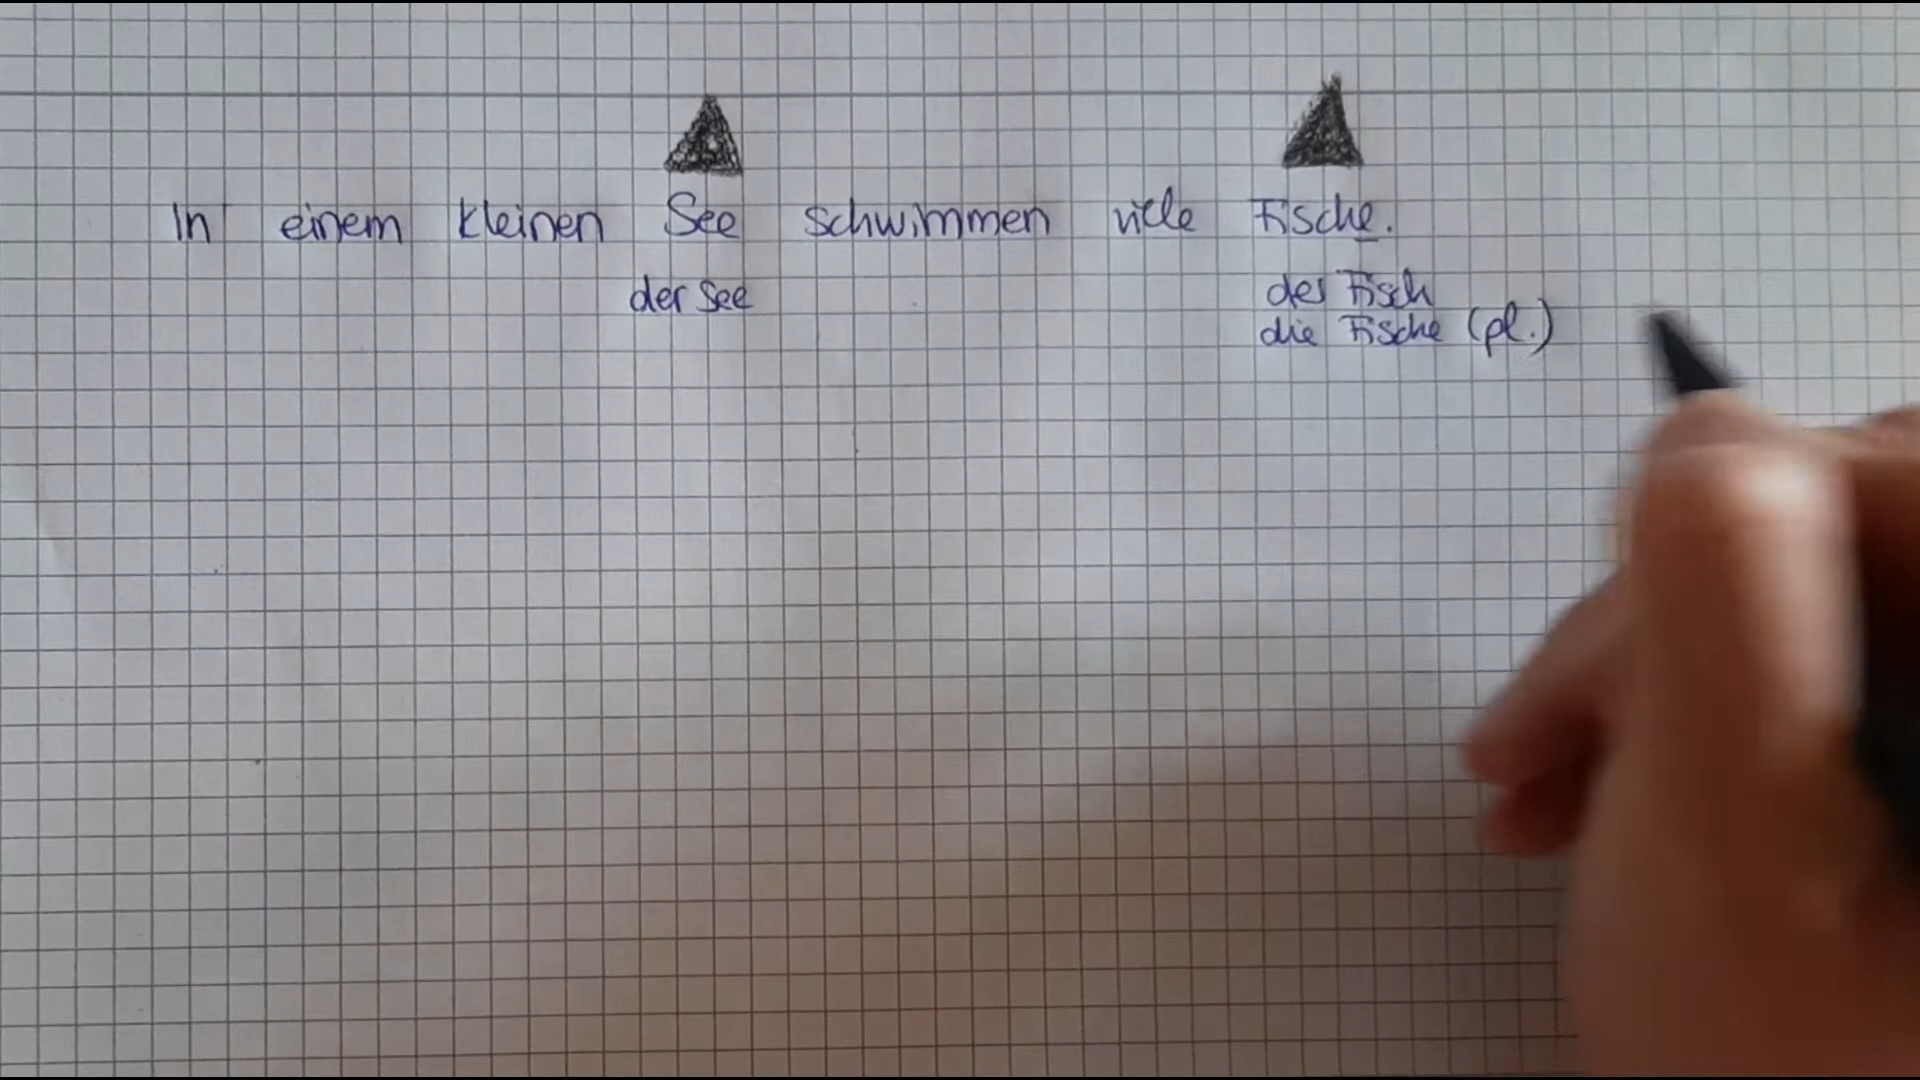 In einem kleinen See schwimmen viele Fische.
der See
der Fisch
die Fische (pl.)